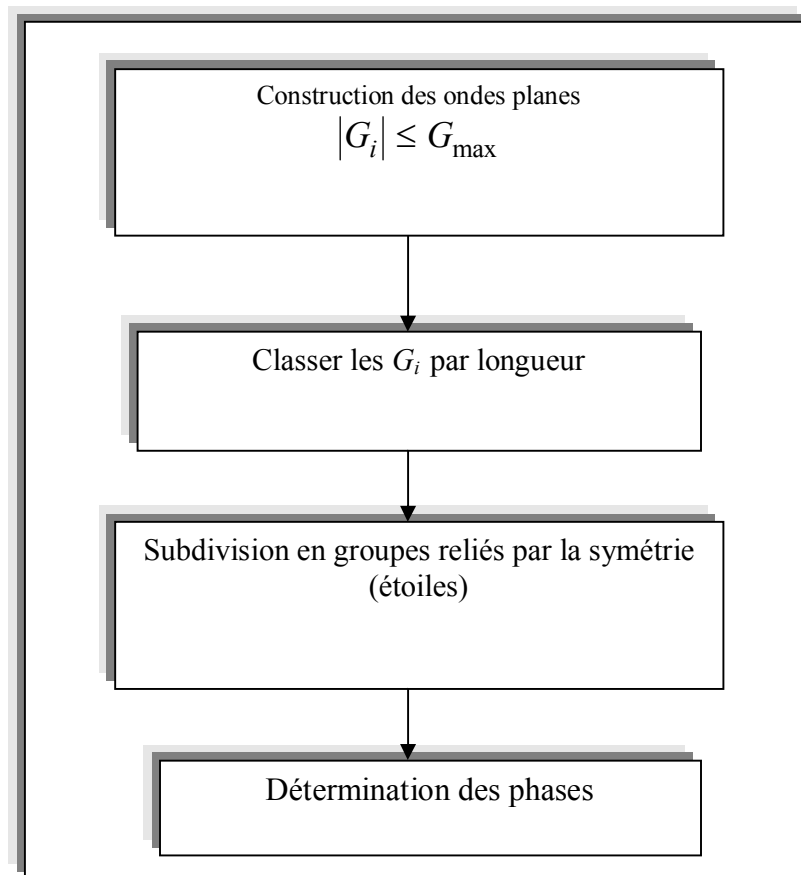 Construction des ondes planes
|G_i| ≤ G_max
Classer les G_i par longueur
Subdivision en groupes reliés par la symétrie
(étoiles)
Détermination des phases